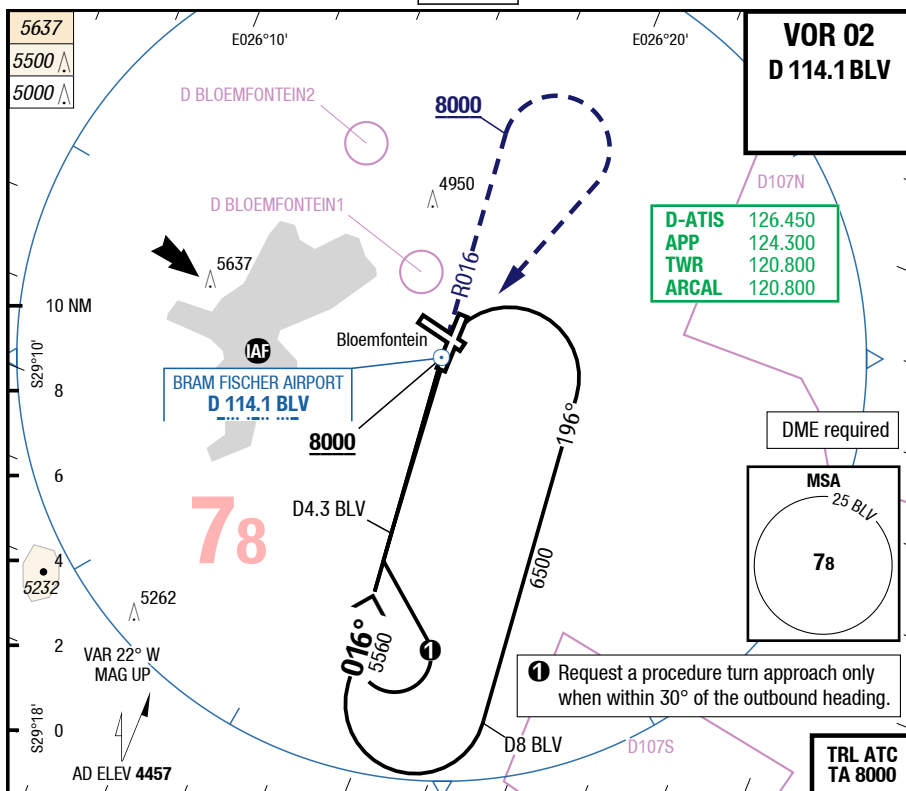 5637
5500
5000
E026°10'
E026°20'
VOR 02
D 114.1 BLV
D BLOEMFONTEIN2
8000
4950
D107N
D BLOEMFONTEIN1
D-ATIS 126.450
APP 124.300
TWR 120.800
ARCAL 120.800
5637
R016
10 NM
Bloemfontein
S29°10'
IAF
BRAM FISCHER AIRPORT
D 114.1 BLV
8
8000
196°
DME required
6
MSA
25 BLV
78
D4.3 BLV
78
6500
4
5232
5262
2
016°
5560
1
VAR 22° W
MAG UP
1 Request a procedure turn approach only
when within 30° of the outbound heading.
S29°18'
0
D8 BLV
D107S
AD ELEV 4457
TRL ATC
TA 8000